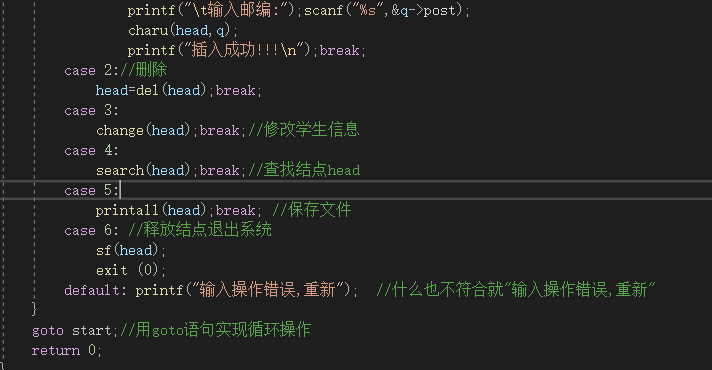 printf("\t输入邮编:");scanf("%s",&q->post);
charu(head,q);
printf("插入成功!!!\n");break;
case 2://删除
head=del(head);break;
case 3:
change(head);break;//修改学生信息
case 4:
search(head);break;//查找结点head
case 5:
printall(head);break; //保存文件
case 6: //释放结点退出系统
sf(head);
exit (0);
default: printf("输入操作错误,重新"); //什么也不符合就"输入操作错误,重新"
}
goto start;//用goto语句实现循环操作
return 0;